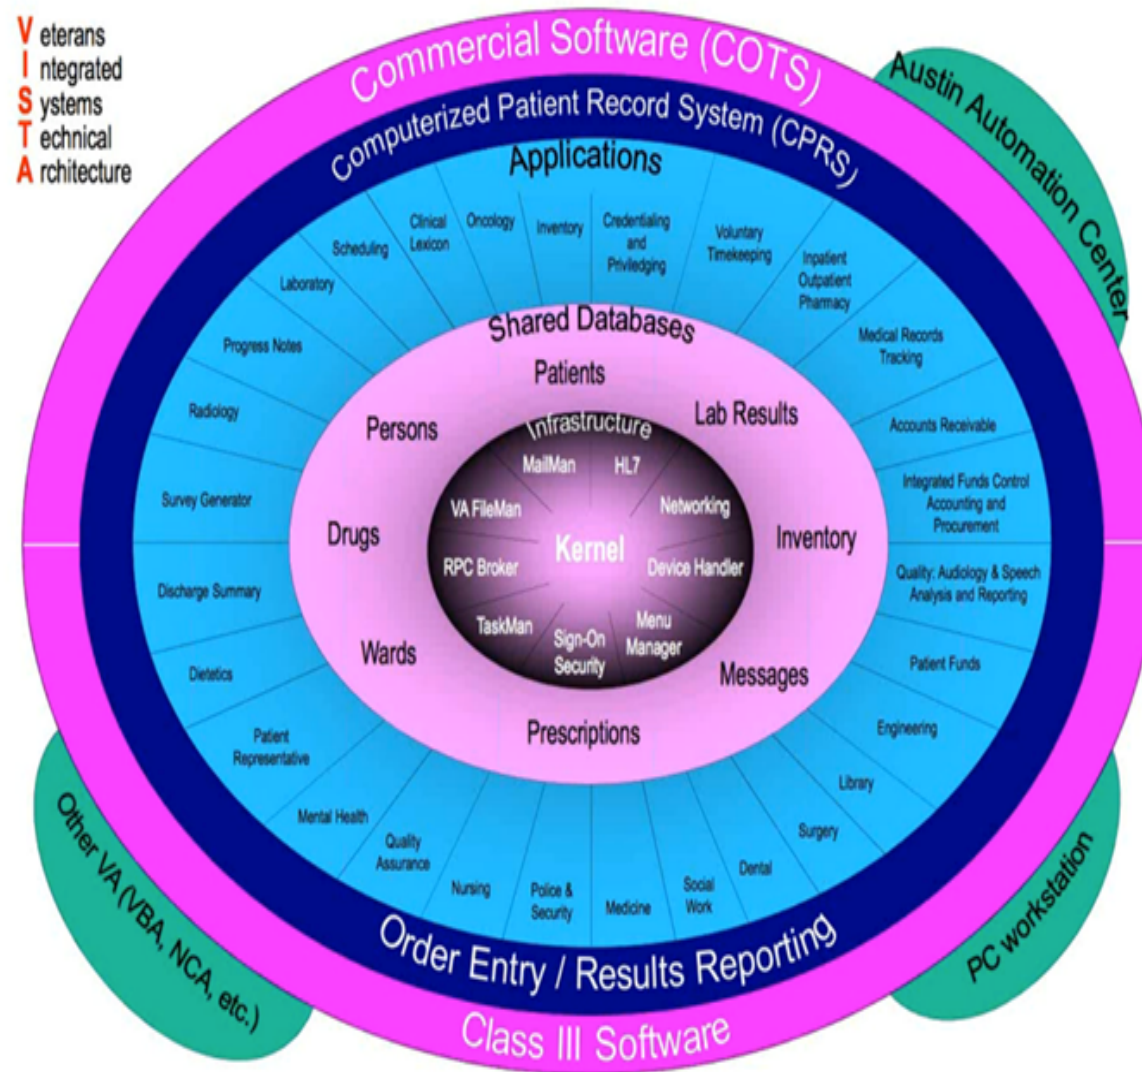 Veterans
Integrated
Systems
Technical
Architecture
Commercial Software (COTS)
Austin Automation Center
Computerized Patient Record System (CPRS)
Applications
Clinical
Lexicon
Oncology
Inventory
Credentialing
and
Priviledging
Voluntary
Timekeeping
Inpatient
Outpatient
Pharmacy
Scheduling
Laboratory
Progress Notes
Radiology
Survey Generator
Discharge Summary
Dietetics
Patient
Representative
Mental Health
Quality
Assurance
Nursing
Police &
Security
Medicine
Social
Work
Dental
Surgery
Library
Engineering
Patient Funds
Quality: Audiology & Speech
Analysis and Reporting
Integrated Funds Control
Accounting and
Procurement
Accounts Receivable
Medical Records
Tracking
Shared Databases
Patients
Lab Results
Persons
Drugs
Inventory
Wards
Messages
Prescriptions
Infrastructure
MailMan
HL7
VA FileMan
Networking
Kernel
RPC Broker
Device Handler
TaskMan
Sign-On
Security
Menu
Manager
Order Entry / Results Reporting
Class III Software
Other VA (VBA, NCA, etc.)
PC workstation